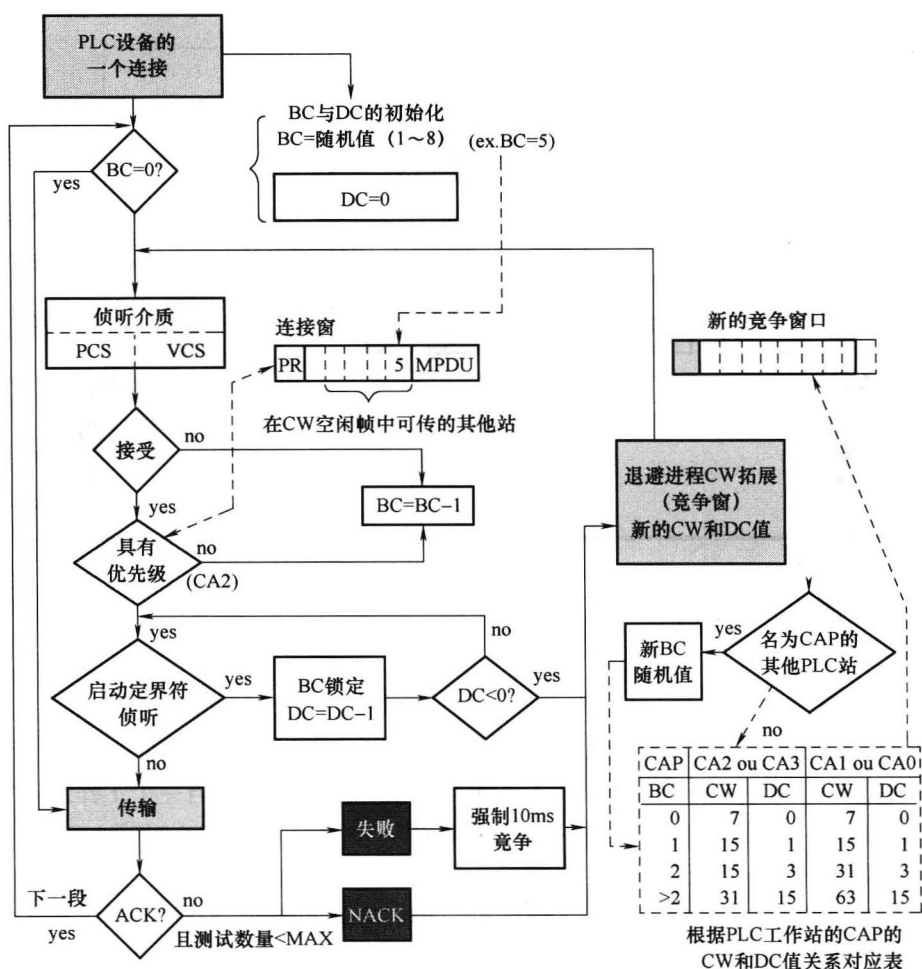 PLC设备的
一个连接
BC与DC的初始化
BC=随机值（1～8） (ex.BC=5)
DC=0
BC=0?
yes
侦听介质
PCS VCS
连接窗
PR 5 MPDU
在CW空闲帧中可传的其他站
新的竞争窗口
接受
no
yes
BC=BC-1
具有
优先级
no
(CA2)
yes
退避进程CW拓展
(竞争窗)
新的CW和DC值
启动定界符
侦听
yes
no
BC锁定
DC=DC-1
DC<0?
no
yes
名为CAP的
其他PLC站
yes
no
新BC
随机值
CAP CA2 ou CA3 CA1 ou CA0
BC CW DC CW DC
0 7 0 7 0
1 15 1 15 1
2 15 3 31 3
>2 31 15 63 15
根据PLC工作站的CAP的
CW和DC值关系对应表
传输
失败
强制10ms
竞争
ACK?
下一段
yes
no
NACK
且测试数量<MAX